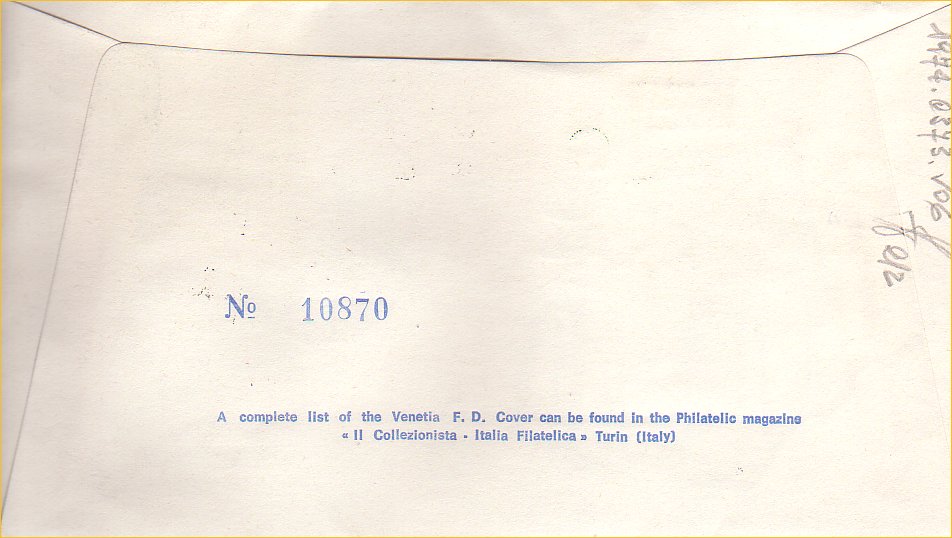 № 10870
A complete list of the Venetia F. D. Cover can be found in the Philatelic magazine
« Il Collezionista - Italia Filatelica » Turin (Italy)